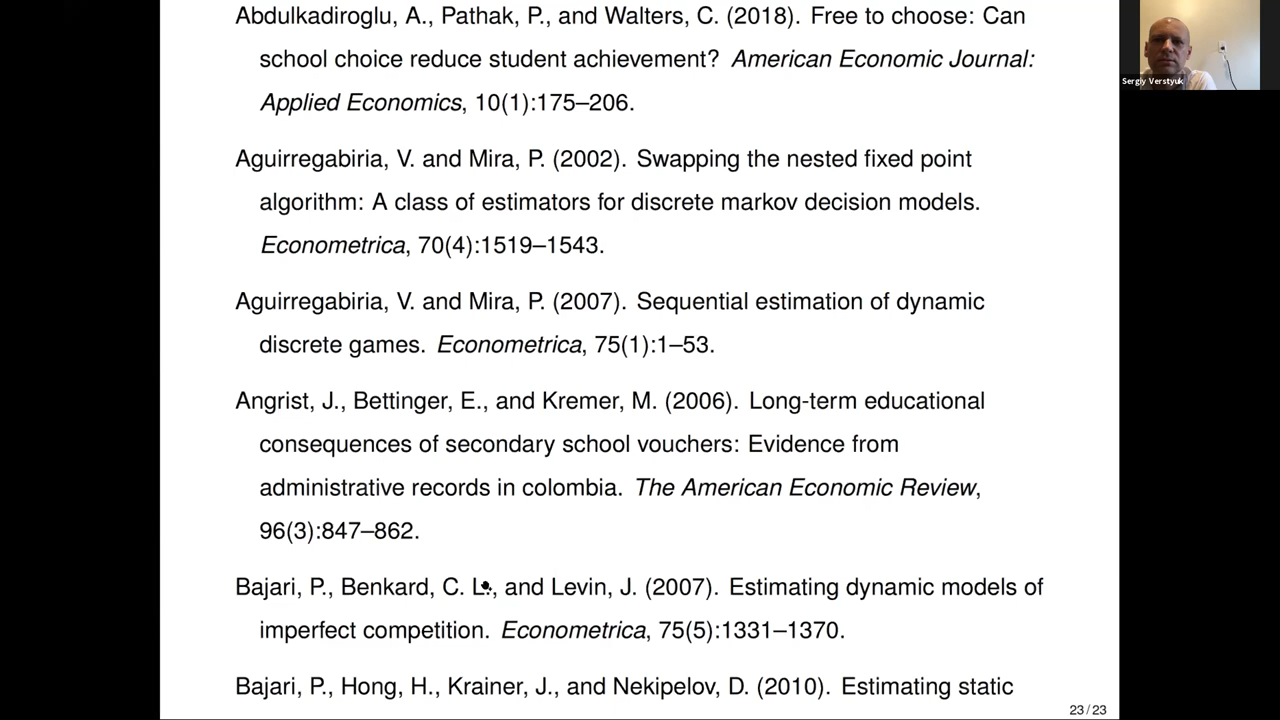 Abdulkadiroglu, A., Pathak, P., and Walters, C. (2018). Free to choose: Can
school choice reduce student achievement? American Economic Journal:
Applied Economics, 10(1):175–206.
Aguirregabiria, V. and Mira, P. (2002). Swapping the nested fixed point
algorithm: A class of estimators for discrete markov decision models.
Econometrica, 70(4):1519–1543.
Aguirregabiria, V. and Mira, P. (2007). Sequential estimation of dynamic
discrete games. Econometrica, 75(1):1–53.
Angrist, J., Bettinger, E., and Kremer, M. (2006). Long-term educational
consequences of secondary school vouchers: Evidence from
administrative records in colombia. The American Economic Review,
96(3):847–862.
Bajari, P., Benkard, C. L., and Levin, J. (2007). Estimating dynamic models of
imperfect competition. Econometrica, 75(5):1331–1370.
Bajari, P., Hong, H., Krainer, J., and Nekipelov, D. (2010). Estimating static
23 / 23
Sergiy Verstyuk